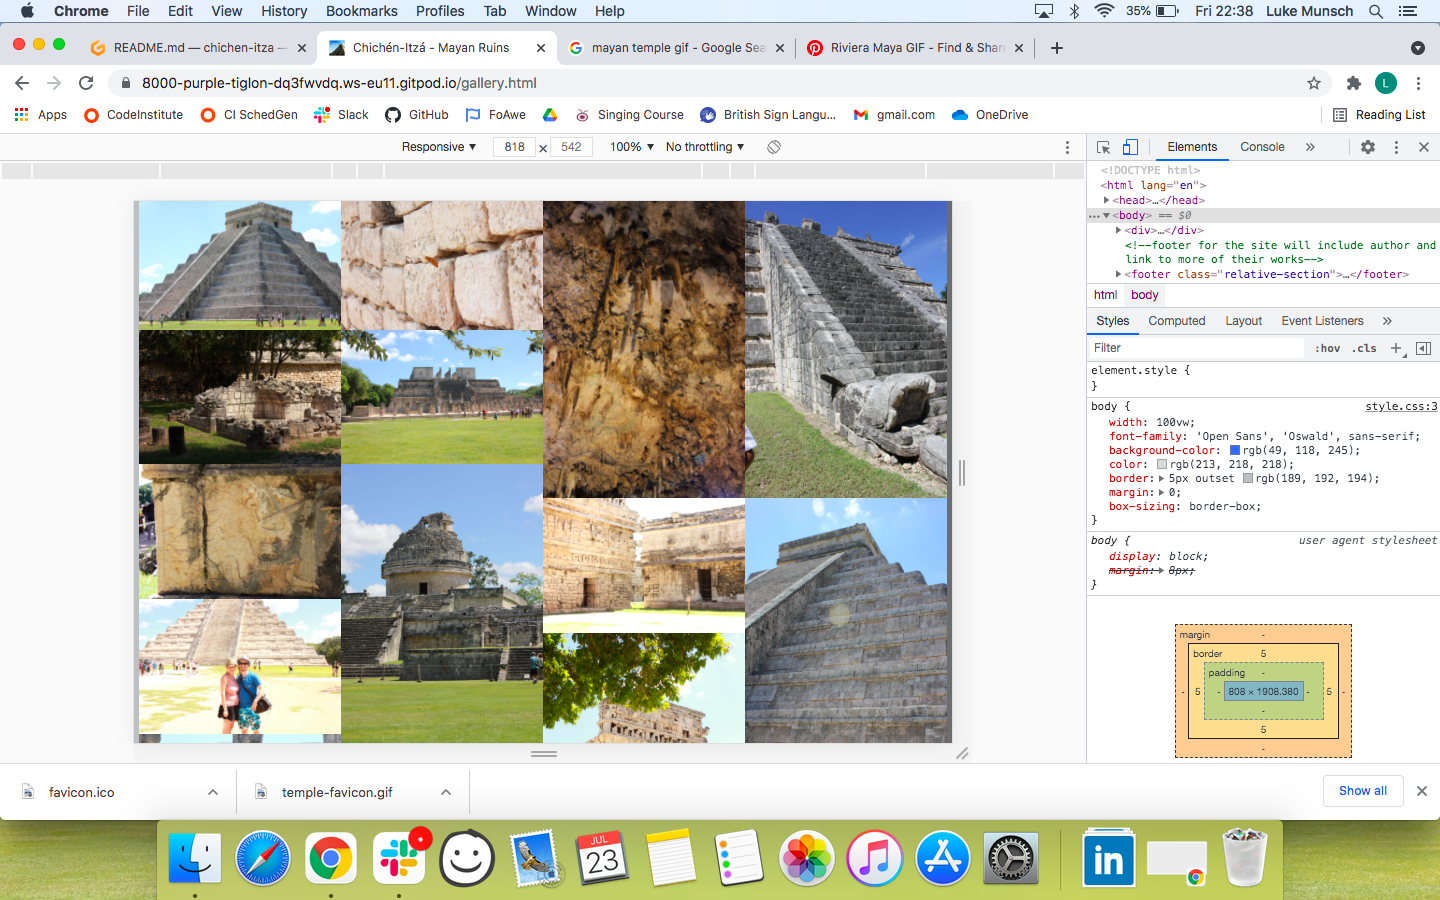 Chrome File Edit View History Bookmarks Profiles Tab Window Help 35% Fri 22:38 Luke Munsch
README.md — chichen-itza — Chichén-Itzá - Mayan Ruins mayan temple gif - Google Sea Riviera Maya GIF - Find & Share
8000-purple-tiglon-dq3fwvdq.ws-eu11.gitpod.io/gallery.html L
Apps CodeInstitute CI SchedGen Slack GitHub FoAwe Singing Course British Sign Langu... gmail.com OneDrive Reading List
Responsive ▼ 818 × 542 100% ▼ No throttling ▼
Elements Console »
<!DOCTYPE html>
<html lang="en">
▶<head>…</head>
…▼<body> == $0
▶<div>…</div>
<!--footer for the site will include author and
link to more of their works-->
▶<footer class="relative-section">…</footer>
html body
Styles Computed Layout Event Listeners »
Filter :hov .cls +
element.style {
}
body { style.css:3
width: 100vw;
font-family: 'Open Sans', 'Oswald', sans-serif;
background-color: rgb(49, 118, 245);
color: rgb(213, 218, 218);
border:▶5px outset rgb(189, 192, 194);
margin:▶0;
box-sizing: border-box;
}
body { user agent stylesheet
display: block;
margin:▶8px;
}
margin -
border 5
padding -
- 5 - 808 × 1908.380 - 5 -
-
5
-
favicon.ico temple-favicon.gif Show all
JUL
23
in